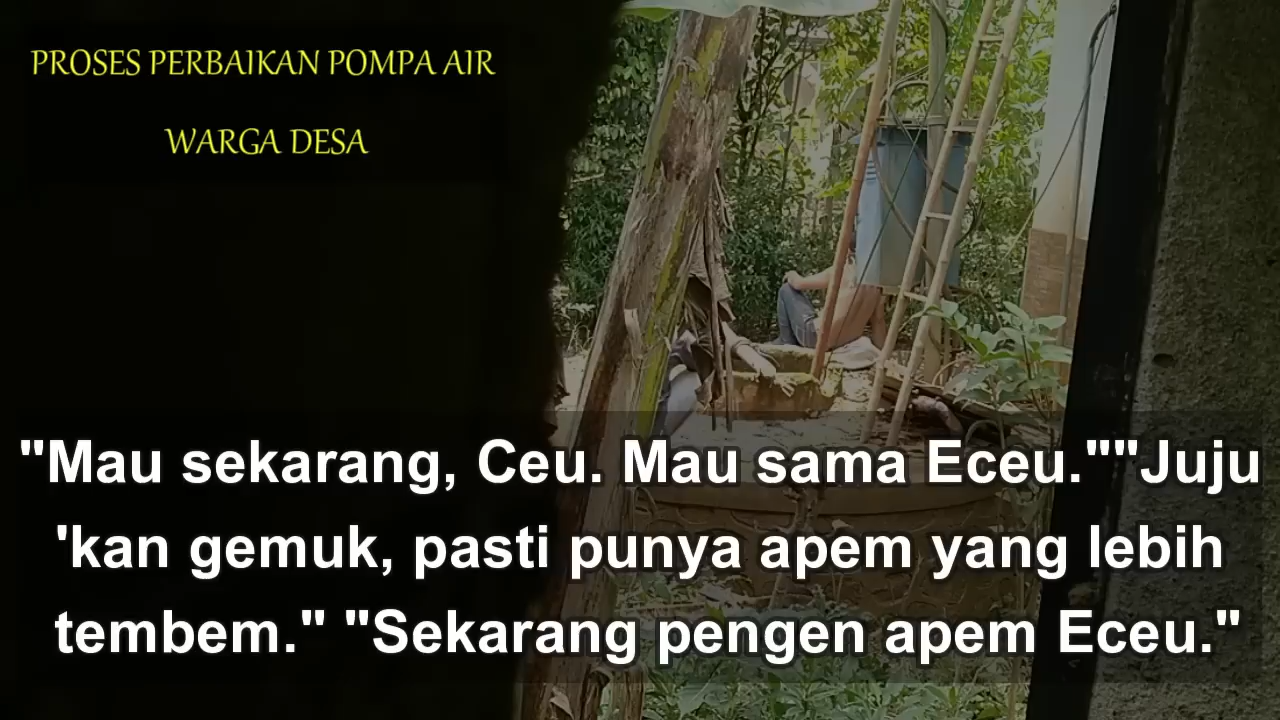 PROSES PERBAIKAN POMPA AIR
WARGA DESA
"Mau sekarang, Ceu. Mau sama Eceu.""Juju
'kan gemuk, pasti punya apem yang lebih
tembem." "Sekarang pengen apem Eceu."